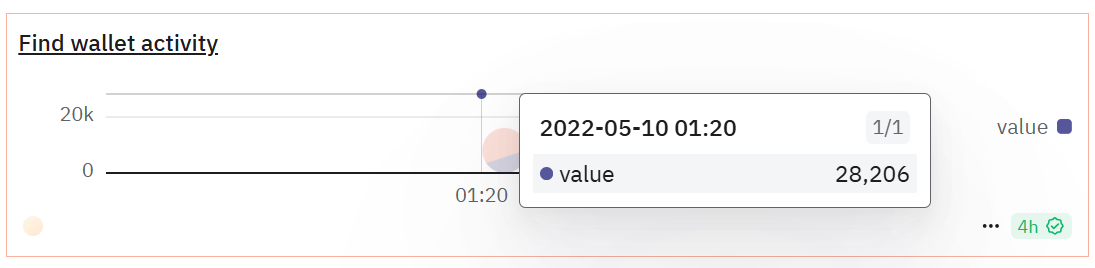 Find wallet activity
20k
0
01:20
2022-05-10 01:20 1/1
value 28,206
value
... 4h